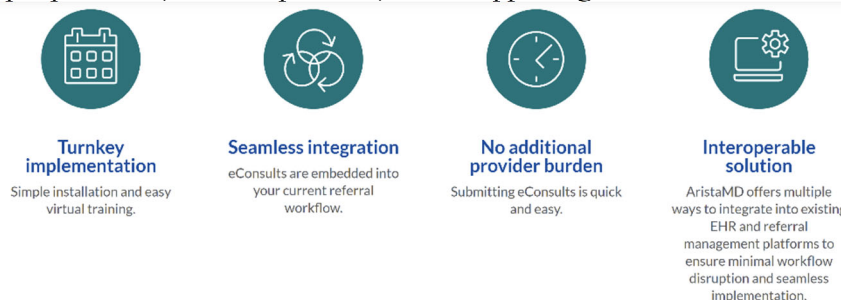 Turnkey
implementation
Simple installation and easy
virtual training.
Seamless integration
eConsults are embedded into
your current referral
workflow.
No additional
provider burden
Submitting eConsults is quick
and easy.
Interoperable
solution
AristaMD offers multiple
ways to integrate into existing
EHR and referral
management platforms to
ensure minimal workflow
disruption and seamless
implementation.